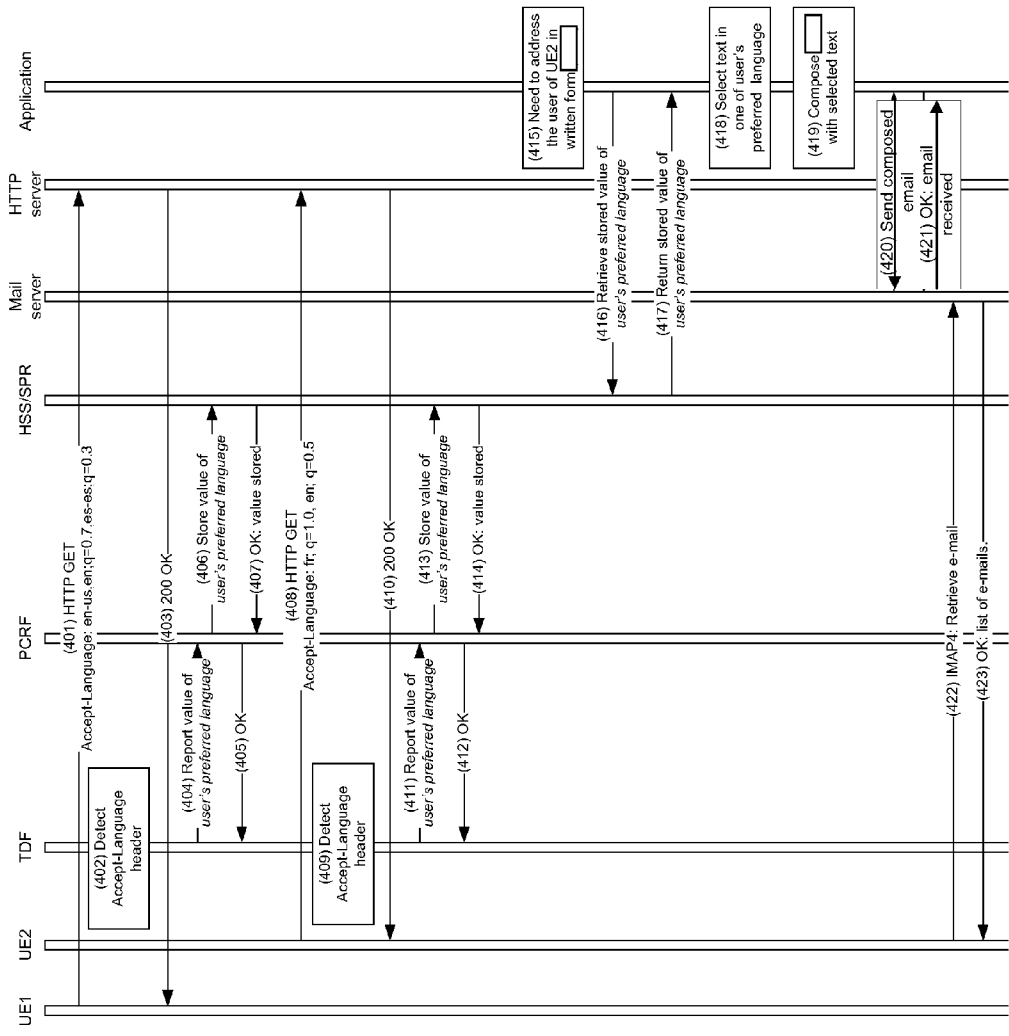 UE1
UE2
TDF
PCRF
HSS/SPR
Mail
server
HTTP
server
Application
(401) HTTP GET
Accept-Language: en-us,en;q=0.7,es-es;q=0.3
(402) Detect
Accept-Language
header
(403) 200 OK
(404) Report value of
user's preferred language
(405) OK
(406) Store value of
user's preferred language
(407) OK: value stored
(408) HTTP GET
Accept-Language: fr; q=1.0, en; q=0.5
(409) Detect
Accept-Language
header
(410) 200 OK
(411) Report value of
user's preferred language
(412) OK
(413) Store value of
user's preferred language
(414) OK: value stored
(415) Need to address
the user of UE2 in
written form
(416) Retrieve stored value of
user's preferred language
(417) Return stored value of
user's preferred language
(418) Select text in
one of user's
preferred language
(419) Compose
with selected text
(420) Send composed
email
(421) OK: email
received
(422) IMAP4: Retrieve e-mail
(423) OK: list of e-mails.